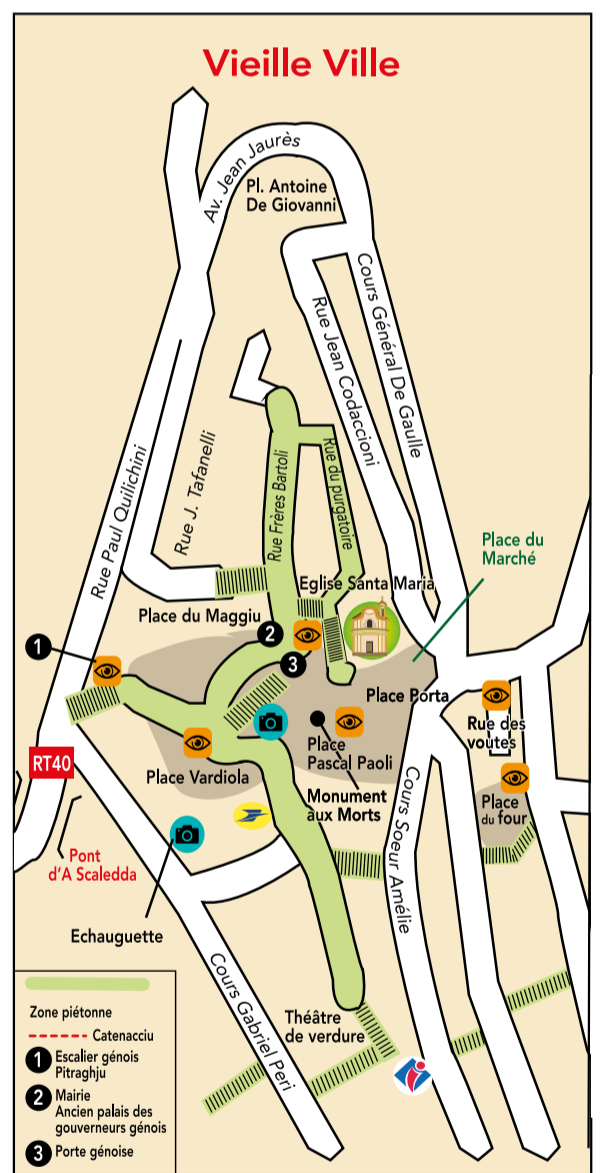 Vieille Ville
Av. Jean Jaurès
Pl. Antoine
De Giovanni
Cours Général De Gaulle
Rue Jean Codaccioni
Rue Paul Quilichini
Rue J. Tafanelli
Rue Frères Bartoli
Rue du purgatoire
Place du
Marché
Eglise Santa Maria
Place du Maggiu
2
1
3
Place Porta
Rue des
voutes
RT40
Place
Pascal Paoli
Place Vardiola
Monument
aux Morts
Place
du four
Pont
d'A Scaledda
Cours Soeur Amélie
Echauguette
Cours Gabriel Peri
Théâtre
de verdure
Zone piétonne
Catenacciu
1 Escalier génois
Pitraghju
2 Mairie
Ancien palais des
gouverneurs génois
3 Porte génoise